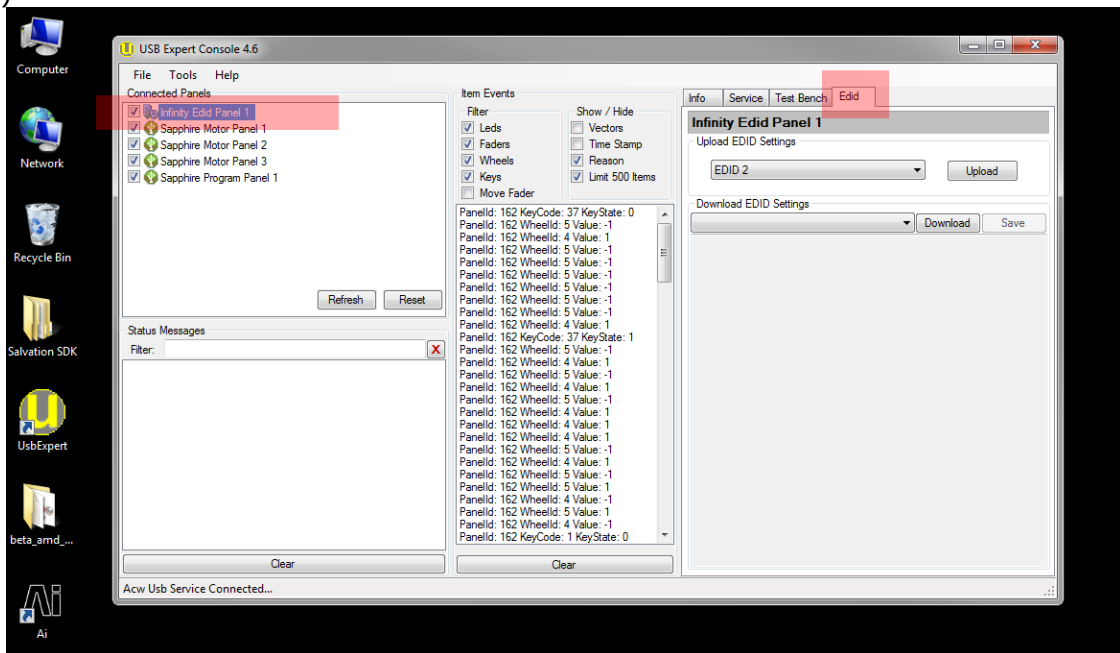 )
Computer
Network
Recycle Bin
Salvation SDK
UsbExpert
beta_amd_...
Ai
USB Expert Console 4.6
File Tools Help
Connected Panels
Infinity Edid Panel 1
Sapphire Motor Panel 1
Sapphire Motor Panel 2
Sapphire Motor Panel 3
Sapphire Program Panel 1
Refresh Reset
Status Messages
Filter:
Clear
Item Events
Filter Show / Hide
Leds Vectors
Faders Time Stamp
Wheels Reason
Keys Limit 500 Items
Move Fader
PanelId: 162 KeyCode: 37 KeyState: 0
PanelId: 162 WheelId: 5 Value: -1
PanelId: 162 WheelId: 4 Value: 1
PanelId: 162 WheelId: 5 Value: -1
PanelId: 162 WheelId: 5 Value: -1
PanelId: 162 WheelId: 5 Value: -1
PanelId: 162 WheelId: 5 Value: -1
PanelId: 162 WheelId: 5 Value: -1
PanelId: 162 WheelId: 5 Value: -1
PanelId: 162 WheelId: 4 Value: 1
PanelId: 162 KeyCode: 37 KeyState: 1
PanelId: 162 WheelId: 5 Value: -1
PanelId: 162 WheelId: 4 Value: 1
PanelId: 162 WheelId: 5 Value: -1
PanelId: 162 WheelId: 4 Value: 1
PanelId: 162 WheelId: 5 Value: -1
PanelId: 162 WheelId: 4 Value: 1
PanelId: 162 WheelId: 4 Value: 1
PanelId: 162 WheelId: 4 Value: 1
PanelId: 162 WheelId: 5 Value: -1
PanelId: 162 WheelId: 4 Value: 1
PanelId: 162 WheelId: 5 Value: -1
PanelId: 162 WheelId: 5 Value: 1
PanelId: 162 WheelId: 4 Value: -1
PanelId: 162 WheelId: 5 Value: 1
PanelId: 162 WheelId: 4 Value: -1
PanelId: 162 KeyCode: 1 KeyState: 0
Clear
Info Service Test Bench Edid
Infinity Edid Panel 1
Upload EDID Settings
EDID 2 Upload
Download EDID Settings
Download Save
Acw Usb Service Connected...